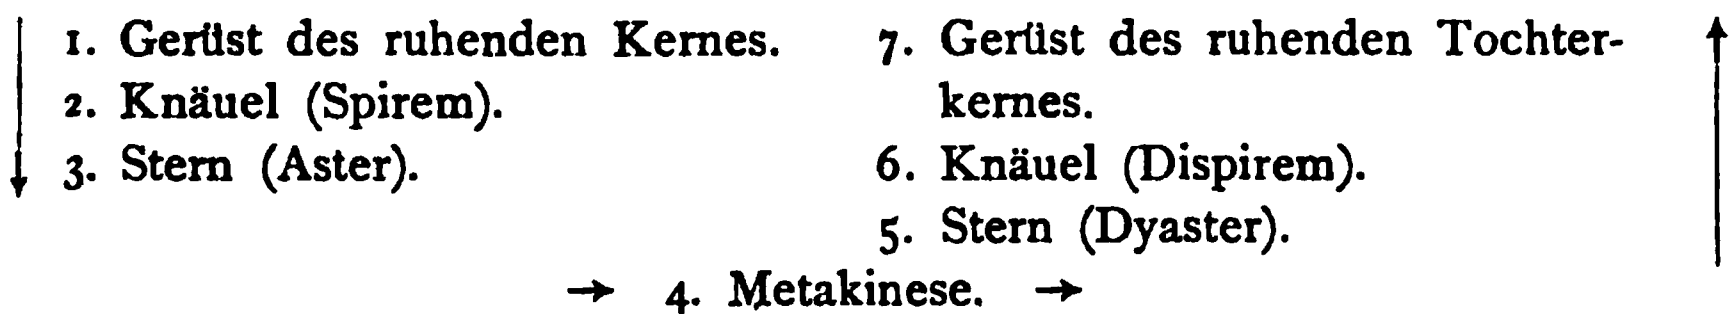 1. Gerüst des ruhenden Kernes.
2. Knäuel (Spirem).
3. Stern (Aster).
7. Gerüst des ruhenden Tochter-
kernes.
6. Knäuel (Dispirem).
5. Stern (Dyaster).
→ 4. Metakinese. →